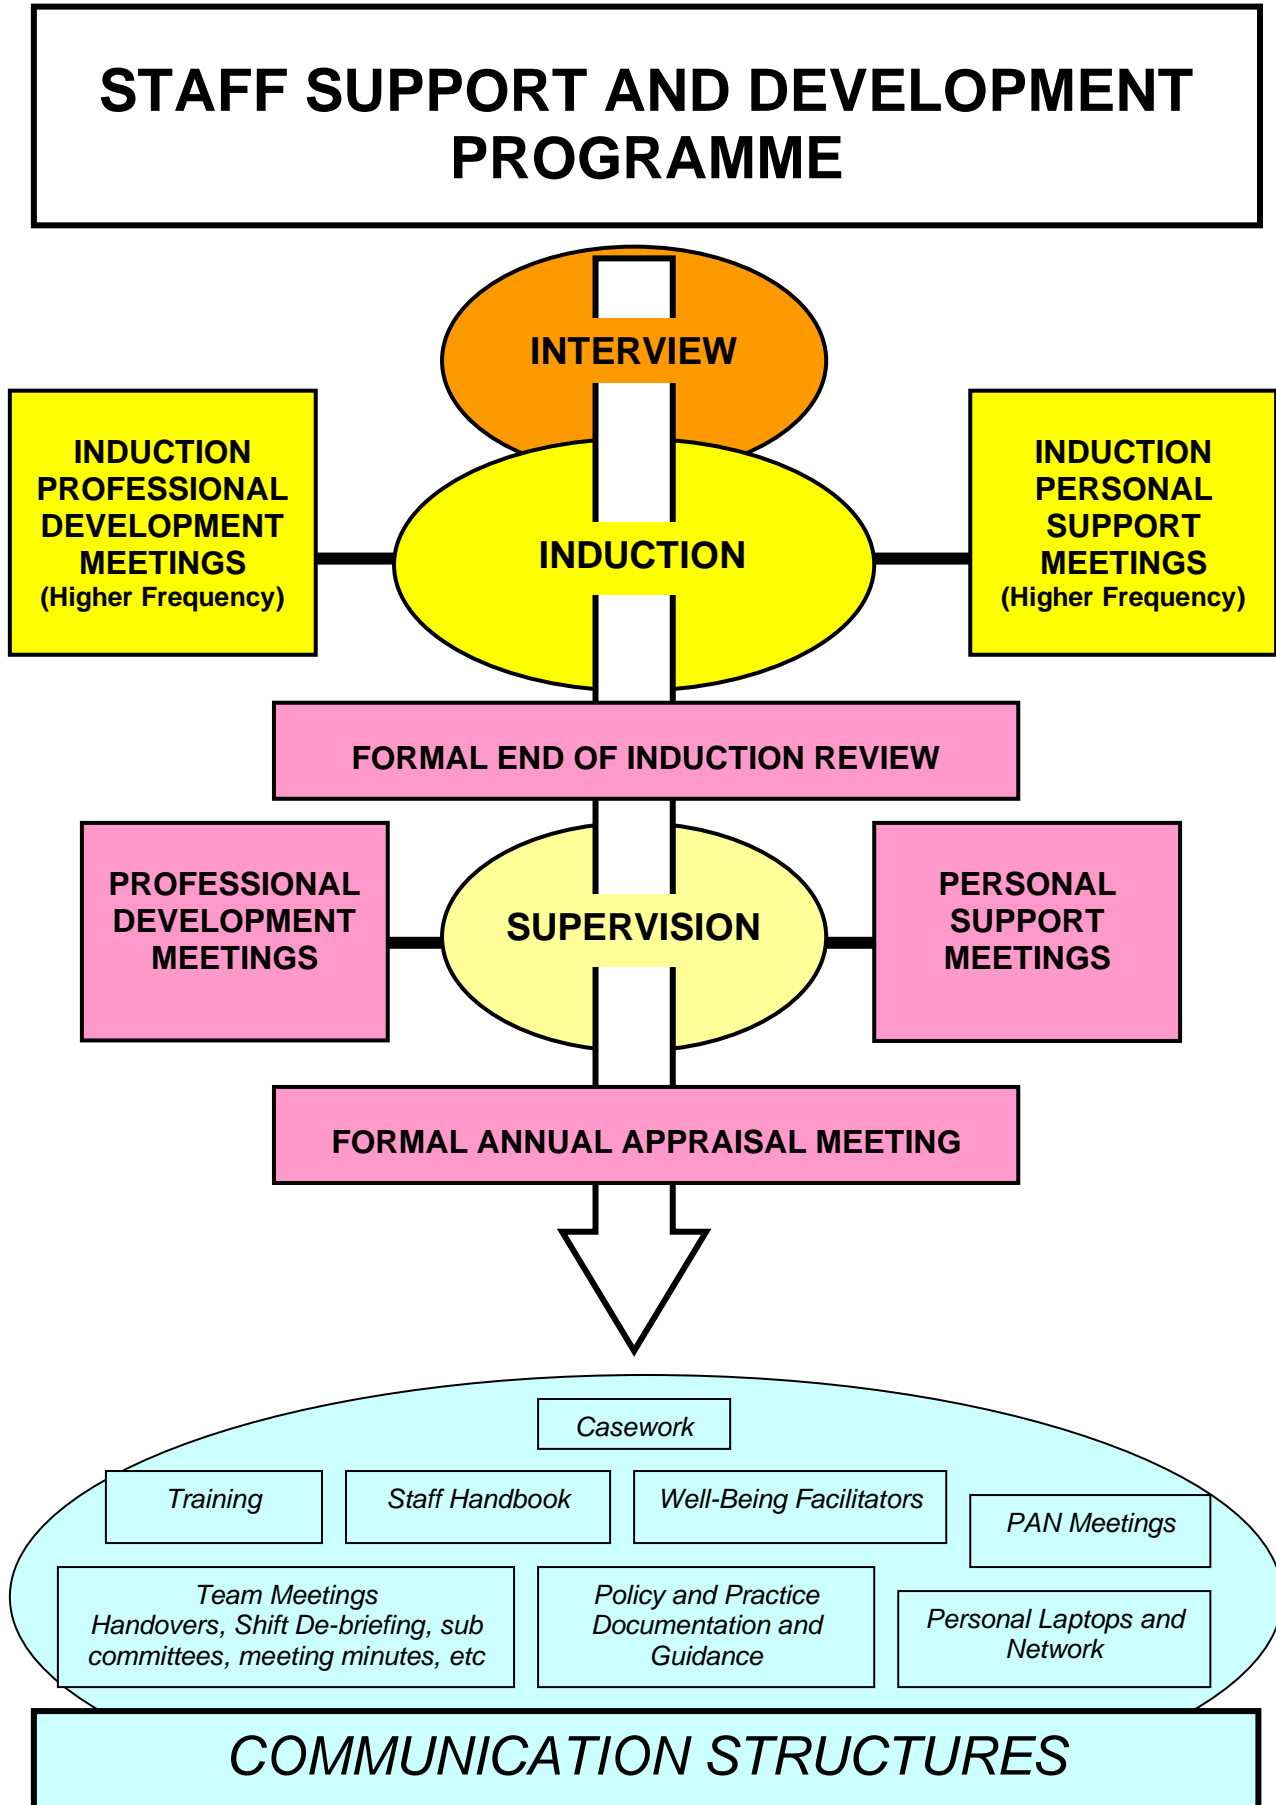 STAFF SUPPORT AND DEVELOPMENT
PROGRAMME
INTERVIEW
INDUCTION
PROFESSIONAL
DEVELOPMENT
MEETINGS
(Higher Frequency)
INDUCTION
INDUCTION
PERSONAL
SUPPORT
MEETINGS
(Higher Frequency)
FORMAL END OF INDUCTION REVIEW
PROFESSIONAL
DEVELOPMENT
MEETINGS
SUPERVISION
PERSONAL
SUPPORT
MEETINGS
FORMAL ANNUAL APPRAISAL MEETING
Casework
Training
Staff Handbook
Well-Being Facilitators
PAN Meetings
Team Meetings
Handovers, Shift De-briefing, sub
committees, meeting minutes, etc
Policy and Practice
Documentation and
Guidance
Personal Laptops and
Network
COMMUNICATION STRUCTURES